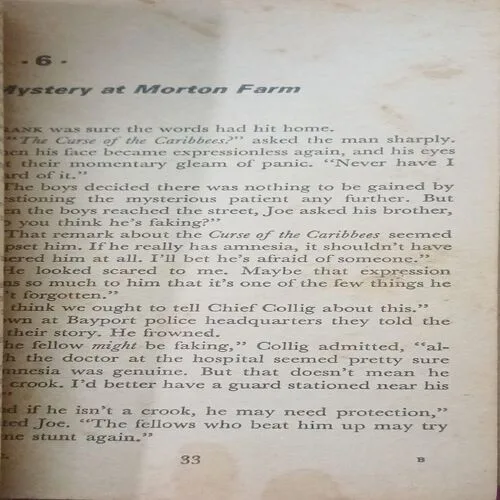 - 6 -
Mystery at Morton Farm
RANK was sure the words had hit home.
"The Curse of the Caribbees?" asked the man sharply.
hen his face became expressionless again, and his eyes
t their momentary gleam of panic. "Never have I
ard of it."
The boys decided there was nothing to be gained by
stioning the mysterious patient any further. But
en the boys reached the street, Joe asked his brother,
o you think he's faking?"
That remark about the Curse of the Caribbees seemed
pset him. If he really has amnesia, it shouldn't have
ered him at all. I'll bet he's afraid of someone."
He looked scared to me. Maybe that expression
as so much to him that it's one of the few things he
't forgotten."
think we ought to tell Chief Collig about this."
wn at Bayport police headquarters they told the
their story. He frowned.
he fellow might be faking," Collig admitted, "al-
h the doctor at the hospital seemed pretty sure
mnesia was genuine. But that doesn't mean he
crook. I'd better have a guard stationed near his
"
d if he isn't a crook, he may need protection,"
ted Joe. "The fellows who beat him up may try
me stunt again."
33 B